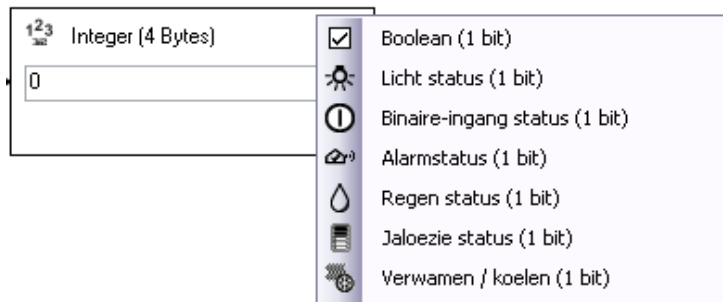 Integer (4 Bytes)
0
Boolean (1 bit)
Licht status (1 bit)
Binaire-ingang status (1 bit)
Alarmstatus (1 bit)
Regen status (1 bit)
Jaloezie status (1 bit)
Verwamen / koelen (1 bit)